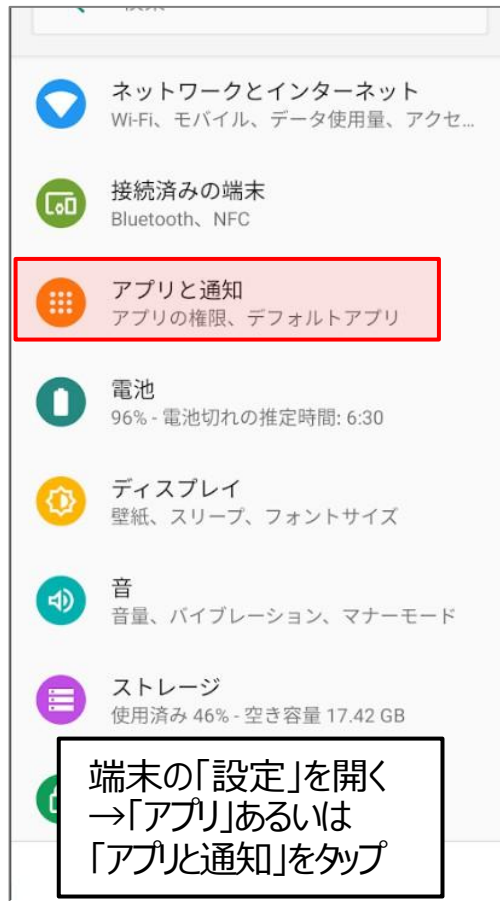 ネットワークとインターネット
Wi-Fi、モバイル、データ使用量、アクセ...
接続済みの端末
Bluetooth、NFC
アプリと通知
アプリの権限、デフォルトアプリ
電池
96% - 電池切れの推定時間: 6:30
ディスプレイ
壁紙、スリープ、フォントサイズ
音
音量、バイブレーション、マナーモード
ストレージ
使用済み 46% - 空き容量 17.42 GB
端末の「設定」を開く
→「アプリ」あるいは
「アプリと通知」をタップ